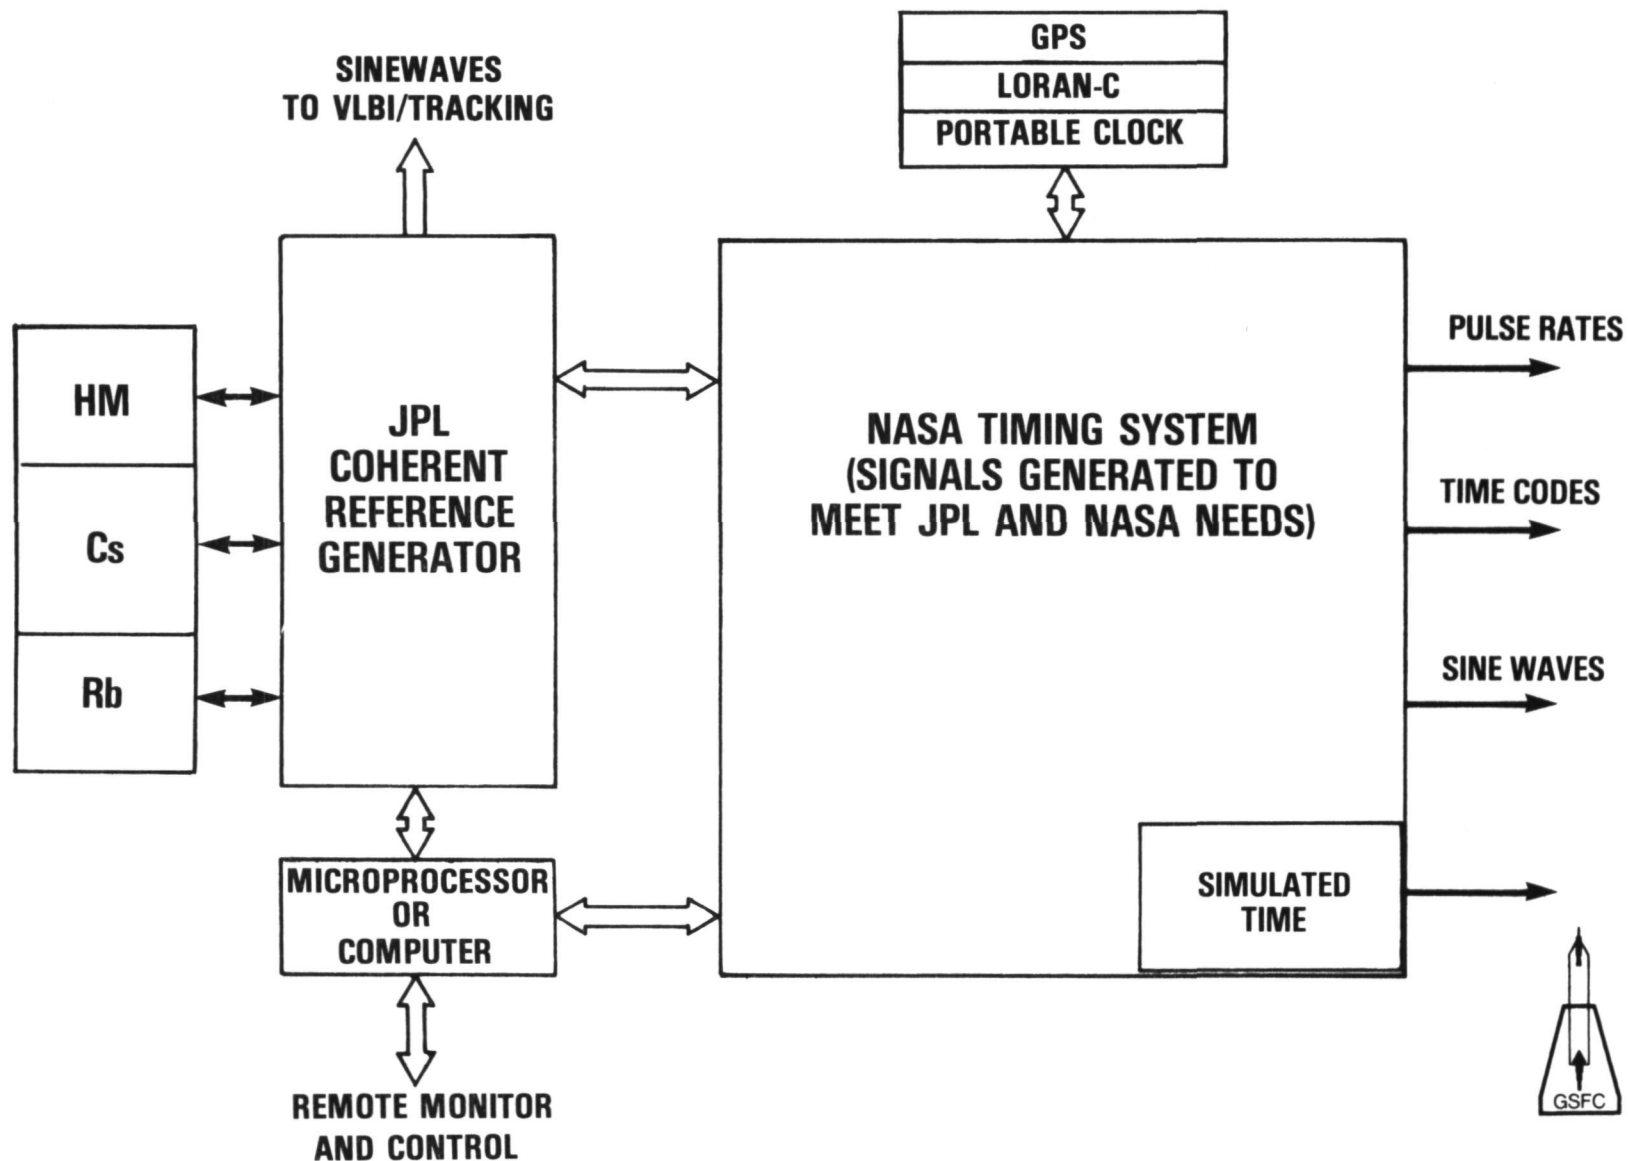 SINEWAVES
TO VLBI/TRACKING
GPS
LORAN-C
PORTABLE CLOCK
HM
Cs
Rb
JPL
COHERENT
REFERENCE
GENERATOR
NASA TIMING SYSTEM
(SIGNALS GENERATED TO
MEET JPL AND NASA NEEDS)
PULSE RATES
TIME CODES
SINE WAVES
SIMULATED
TIME
MICROPROCESSOR
OR
COMPUTER
REMOTE MONITOR
AND CONTROL
GSFC